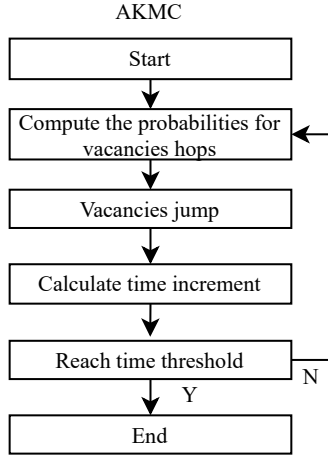 AKMC
Start
Compute the probabilities for
vacancies hops
Vacancies jump
Calculate time increment
Reach time threshold
N
Y
End